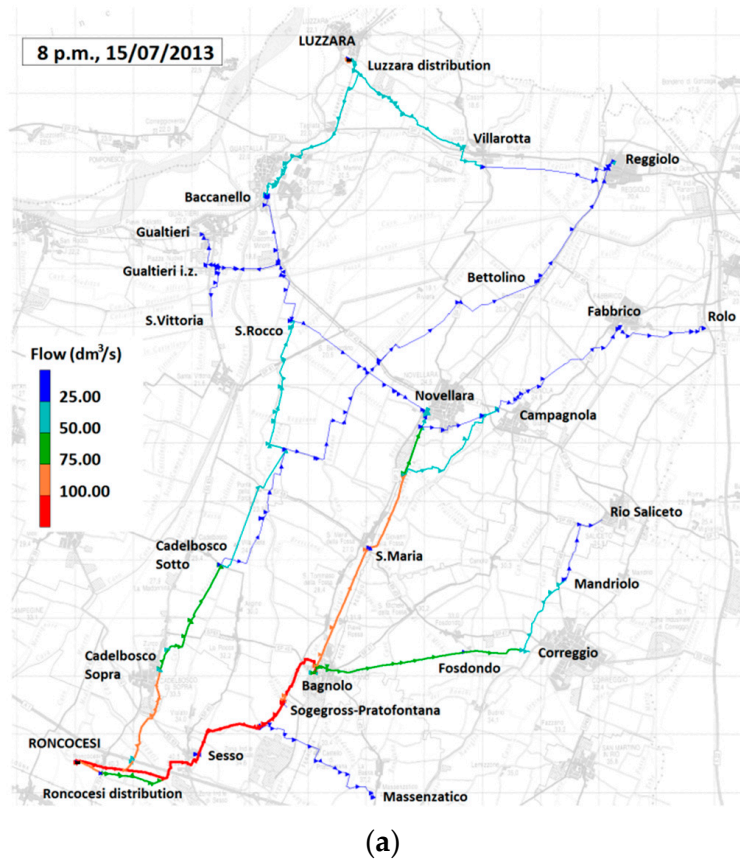 8 p.m., 15/07/2013
LUZZARA
Luzzara distribution
Villarotta
Reggiolo
Baccanello
Gualtieri
Gualtieri i.z.
Bettolino
S.Vittoria
S.Rocco
Fabbrico
Rolo
Flow (dm³/s)
25.00
50.00
75.00
100.00
Novellara
Campagnola
Rio Saliceto
Cadelbosco
Sotto
S.Maria
Mandriolo
Cadelbosco
Sopra
Bagnolo
Fosdondo
Correggio
Sogegross-Pratofontana
RONCOCESI
Sesso
Roncocesi distribution
Massenzatico
(a)